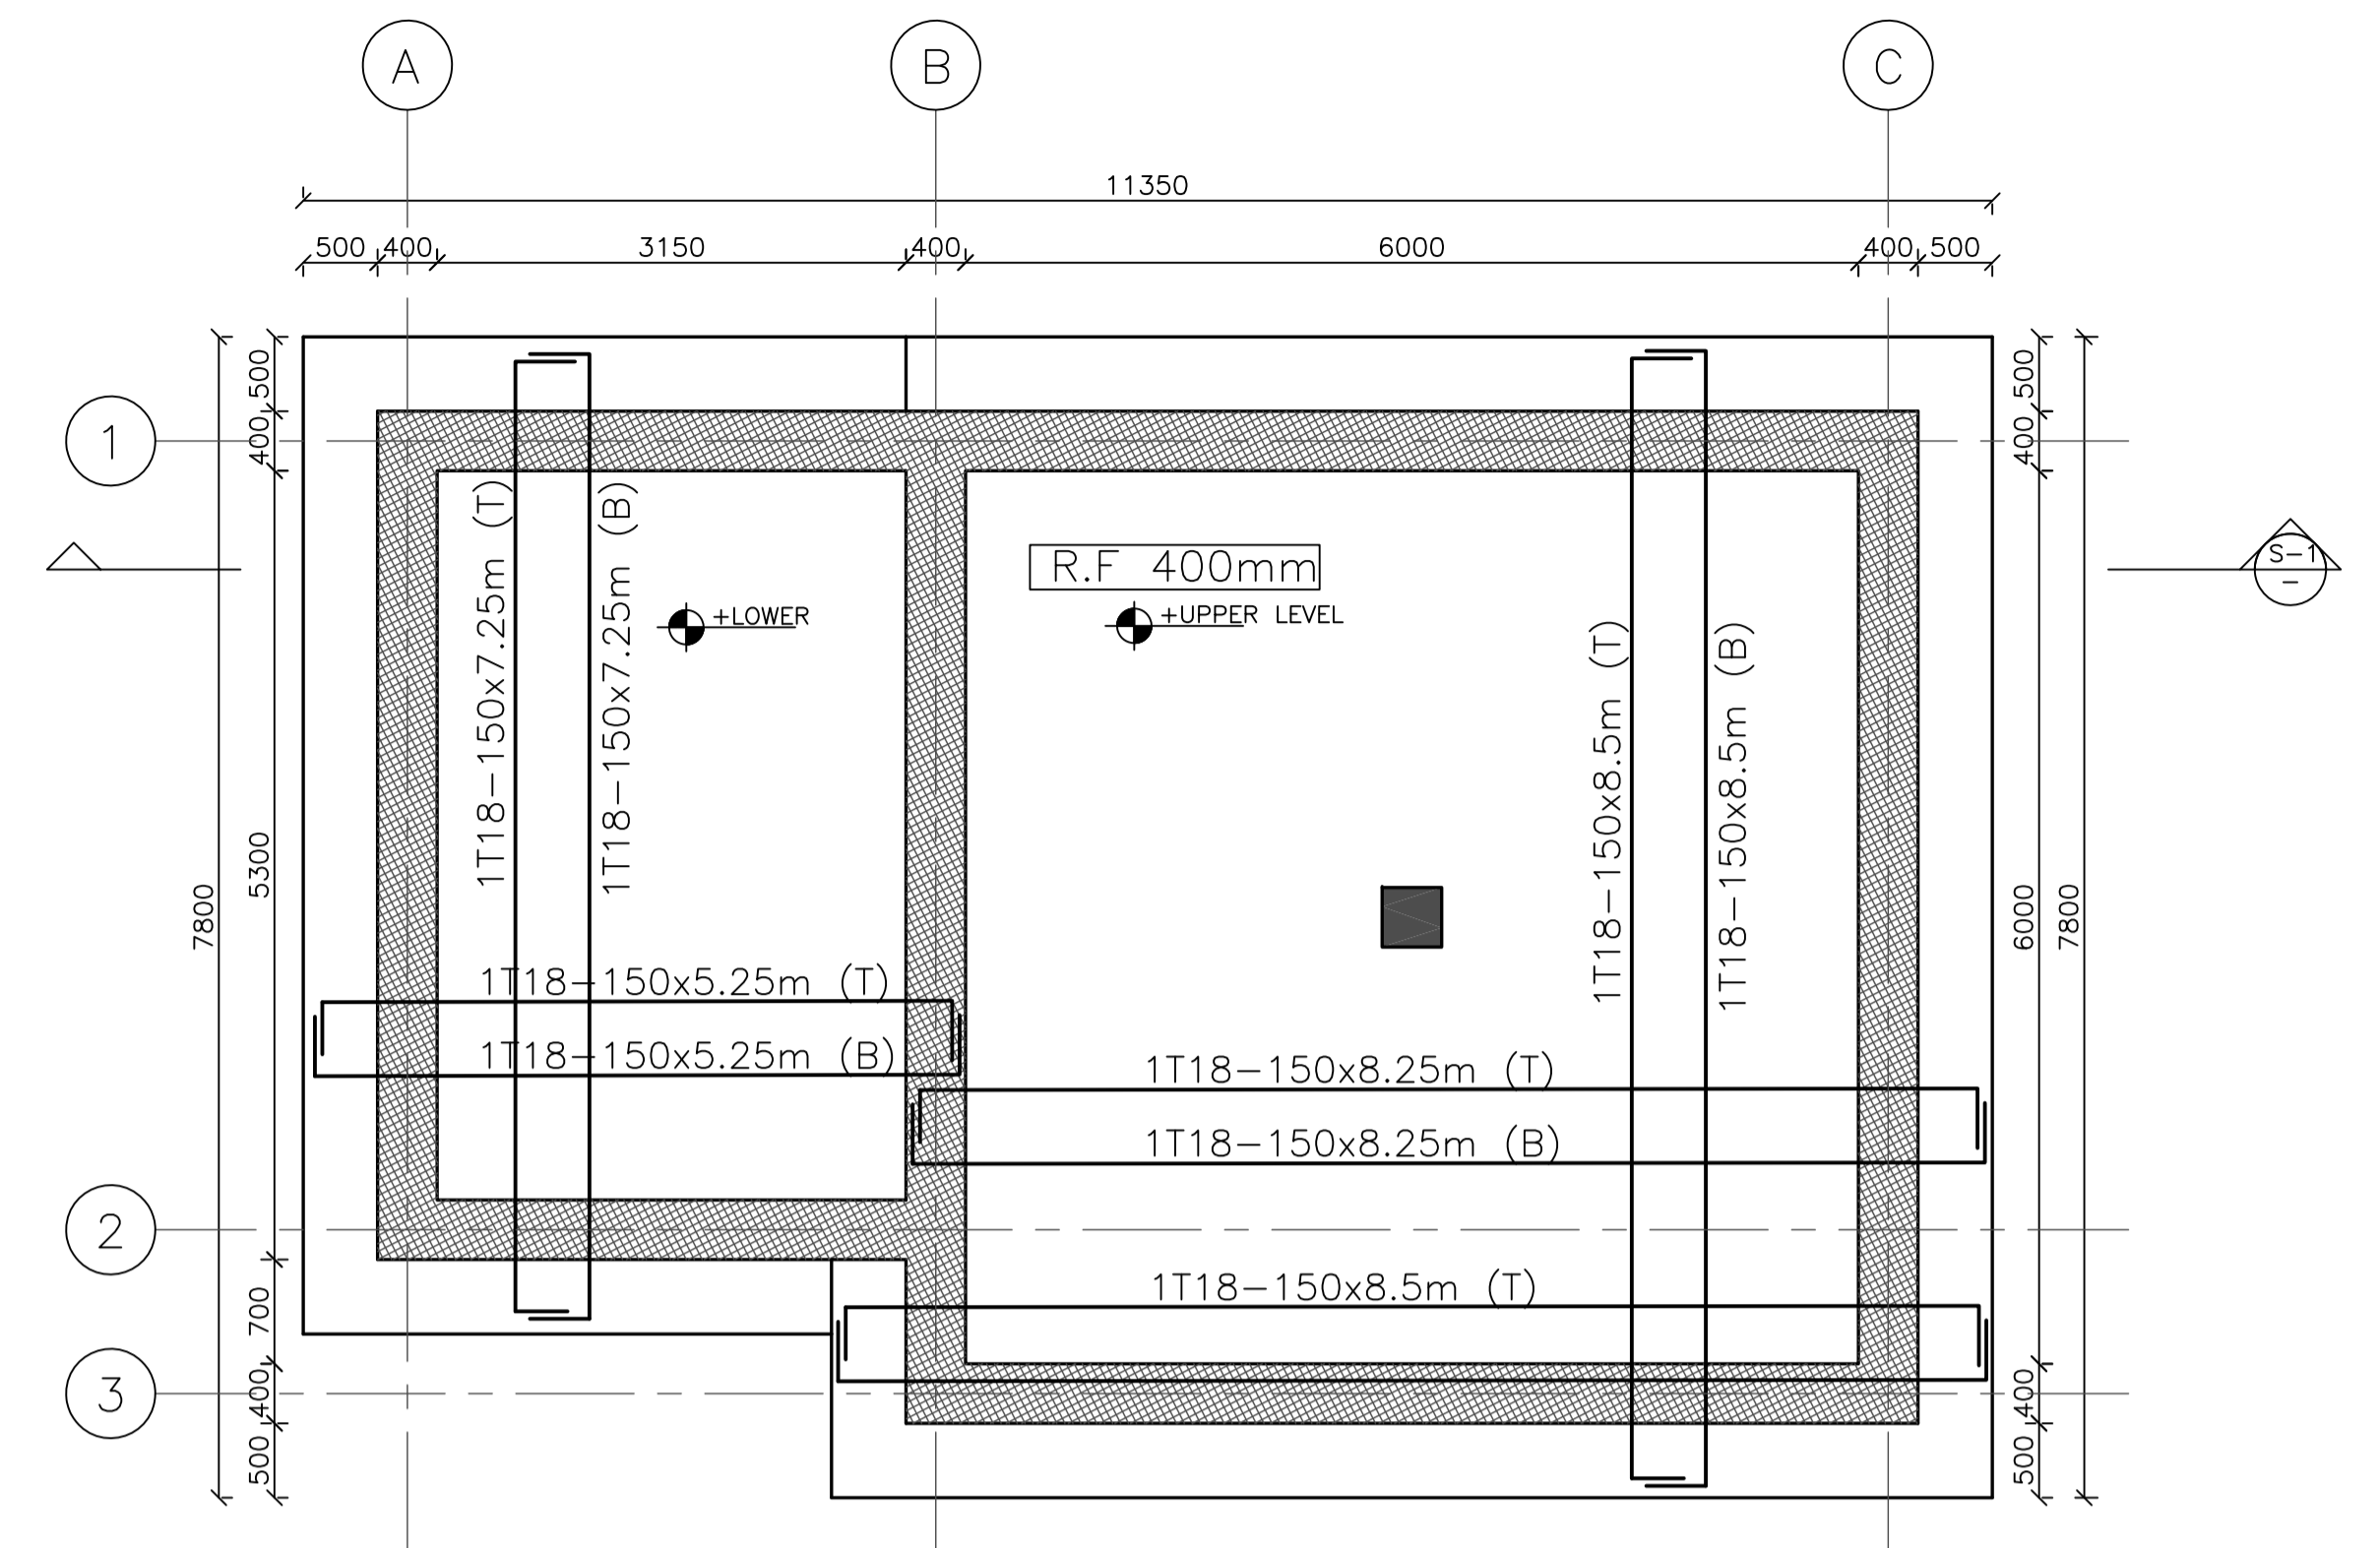 A
B
C
11350
500
400
3150
400
6000
400
500
500
400
5300
700
400
500
7800
1
2
3
R.F 400mm
+LOWER
+UPPER LEVEL
1T18-150x7.25m (T)
1T18-150x7.25m (B)
1T18-150x8.5m (T)
1T18-150x8.5m (B)
1T18-150x5.25m (T)
1T18-150x5.25m (B)
1T18-150x8.25m (T)
1T18-150x8.25m (B)
1T18-150x8.5m (T)
500
400
6000
400
500
7800
S-1
-